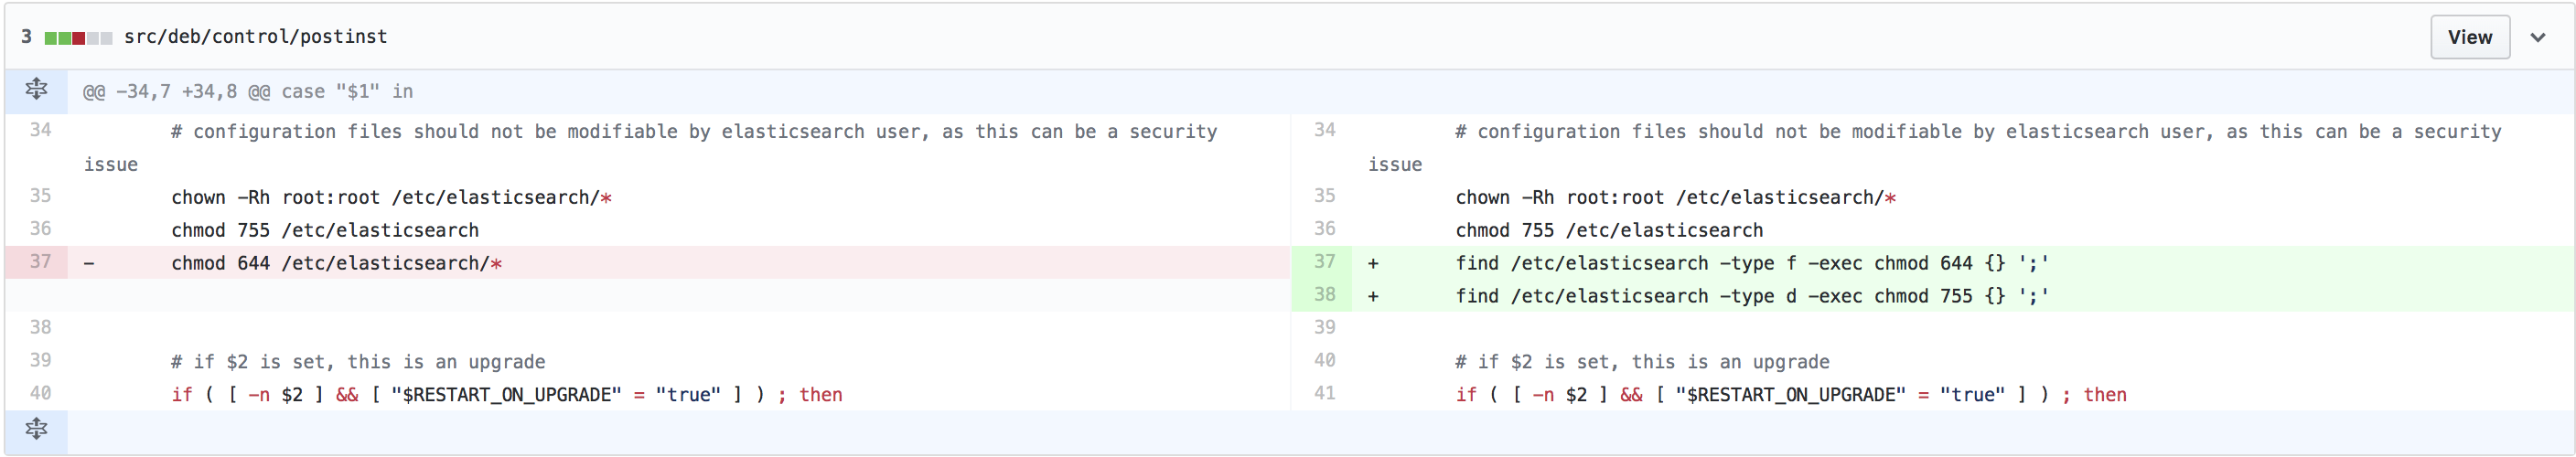 3 src/deb/control/postinst View
@@ -34,7 +34,8 @@ case "$1" in
34 # configuration files should not be modifiable by elasticsearch user, as this can be a security
issue
35 chown -Rh root:root /etc/elasticsearch/*
36 chmod 755 /etc/elasticsearch
37 - chmod 644 /etc/elasticsearch/*
38
39 # if $2 is set, this is an upgrade
40 if ( [ -n $2 ] && [ "$RESTART_ON_UPGRADE" = "true" ] ) ; then
34 # configuration files should not be modifiable by elasticsearch user, as this can be a security
issue
35 chown -Rh root:root /etc/elasticsearch/*
36 chmod 755 /etc/elasticsearch
37 + find /etc/elasticsearch -type f -exec chmod 644 {} ';'
38 + find /etc/elasticsearch -type d -exec chmod 755 {} ';'
39
40 # if $2 is set, this is an upgrade
41 if ( [ -n $2 ] && [ "$RESTART_ON_UPGRADE" = "true" ] ) ; then